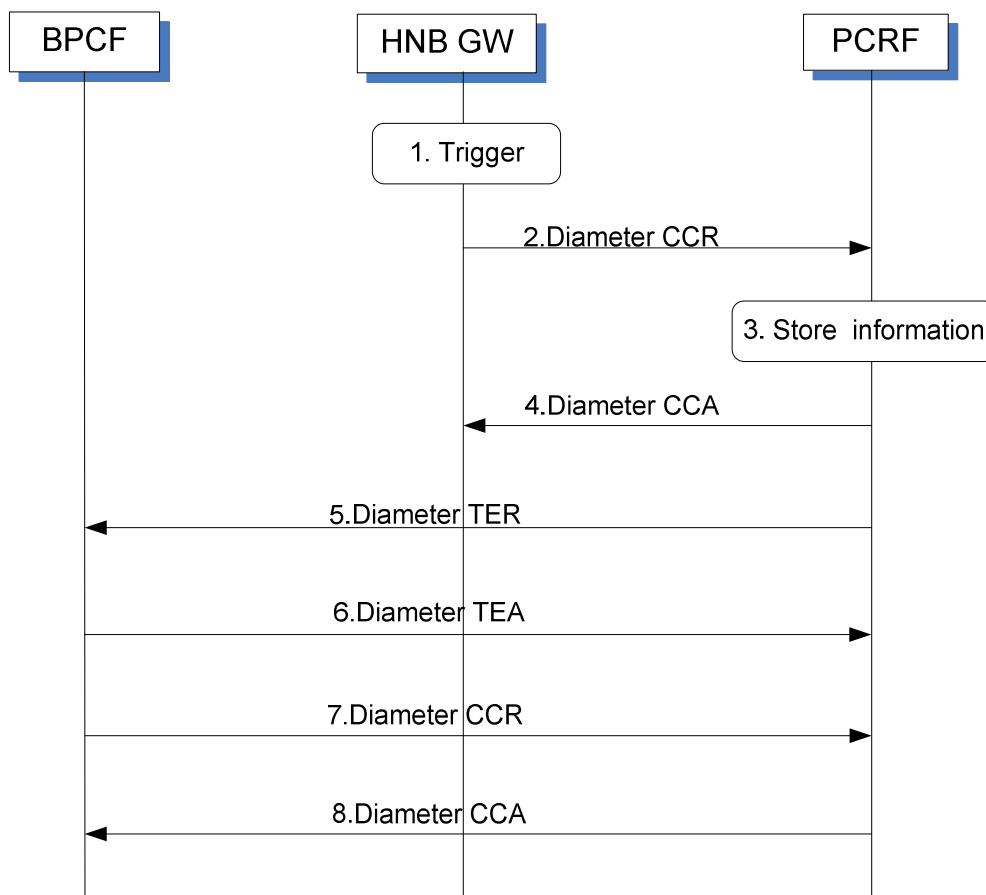 BPCF
HNB GW
PCRF
1. Trigger
2.Diameter CCR
3. Store information
4.Diameter CCA
5.Diameter TER
6.Diameter TEA
7.Diameter CCR
8.Diameter CCA